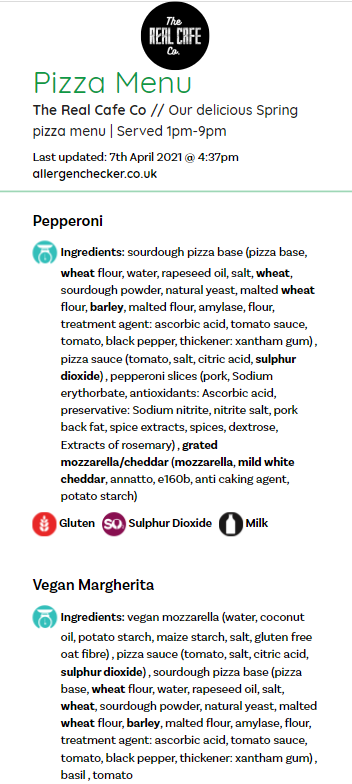 The
REAL CAFE
Co.
Pizza Menu
The Real Cafe Co // Our delicious Spring
pizza menu | Served 1pm-9pm
Last updated: 7th April 2021 @ 4:37pm
allergenchecker.co.uk
Pepperoni
Ingredients: sourdough pizza base (pizza base,
wheat flour, water, rapeseed oil, salt, wheat,
sourdough powder, natural yeast, malted wheat
flour, barley, malted flour, amylase, flour,
treatment agent: ascorbic acid, tomato sauce,
tomato, black pepper, thickener: xantham gum) ,
pizza sauce (tomato, salt, citric acid, sulphur
dioxide) , pepperoni slices (pork, Sodium
erythorbate, antioxidants: Ascorbic acid,
preservative: Sodium nitrite, nitrite salt, pork
back fat, spice extracts, spices, dextrose,
Extracts of rosemary) , grated
mozzarella/cheddar (mozzarella, mild white
cheddar, annatto, e160b, anti caking agent,
potato starch)
Gluten SO2 Sulphur Dioxide Milk
Vegan Margherita
Ingredients: vegan mozzarella (water, coconut
oil, potato starch, maize starch, salt, gluten free
oat fibre) , pizza sauce (tomato, salt, citric acid,
sulphur dioxide) , sourdough pizza base (pizza
base, wheat flour, water, rapeseed oil, salt,
wheat, sourdough powder, natural yeast, malted
wheat flour, barley, malted flour, amylase, flour,
treatment agent: ascorbic acid, tomato sauce,
tomato, black pepper, thickener: xantham gum) ,
basil , tomato